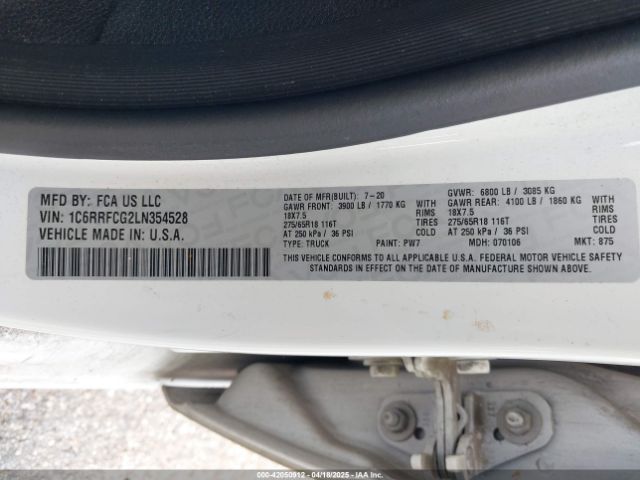 MFD BY: FCA US LLC
VIN: 1C6RRFCG2LN354528
VEHICLE MADE IN: U.S.A.
DATE OF MFR(BUILT): 7-20
GAWR FRONT: 3900 LB / 1770 KG WITH
18X7.5 RIMS
275/65R18 116T TIRES
AT 250 kPa / 36 PSI COLD
TYPE: TRUCK PAINT: PW7
GVWR: 6800 LB / 3085 KG
GAWR REAR: 4100 LB / 1860 KG WITH
18X7.5 RIMS
275/65R18 116T TIRES
AT 250 kPa / 36 PSI COLD
MDH: 070106 MKT: 875
THIS VEHICLE CONFORMS TO ALL APPLICABLE U.S.A. FEDERAL MOTOR VEHICLE SAFETY
STANDARDS IN EFFECT ON THE DATE OF MANUFACTURE SHOWN ABOVE
000-42050912 - 04/18/2025 - IAAI.COM